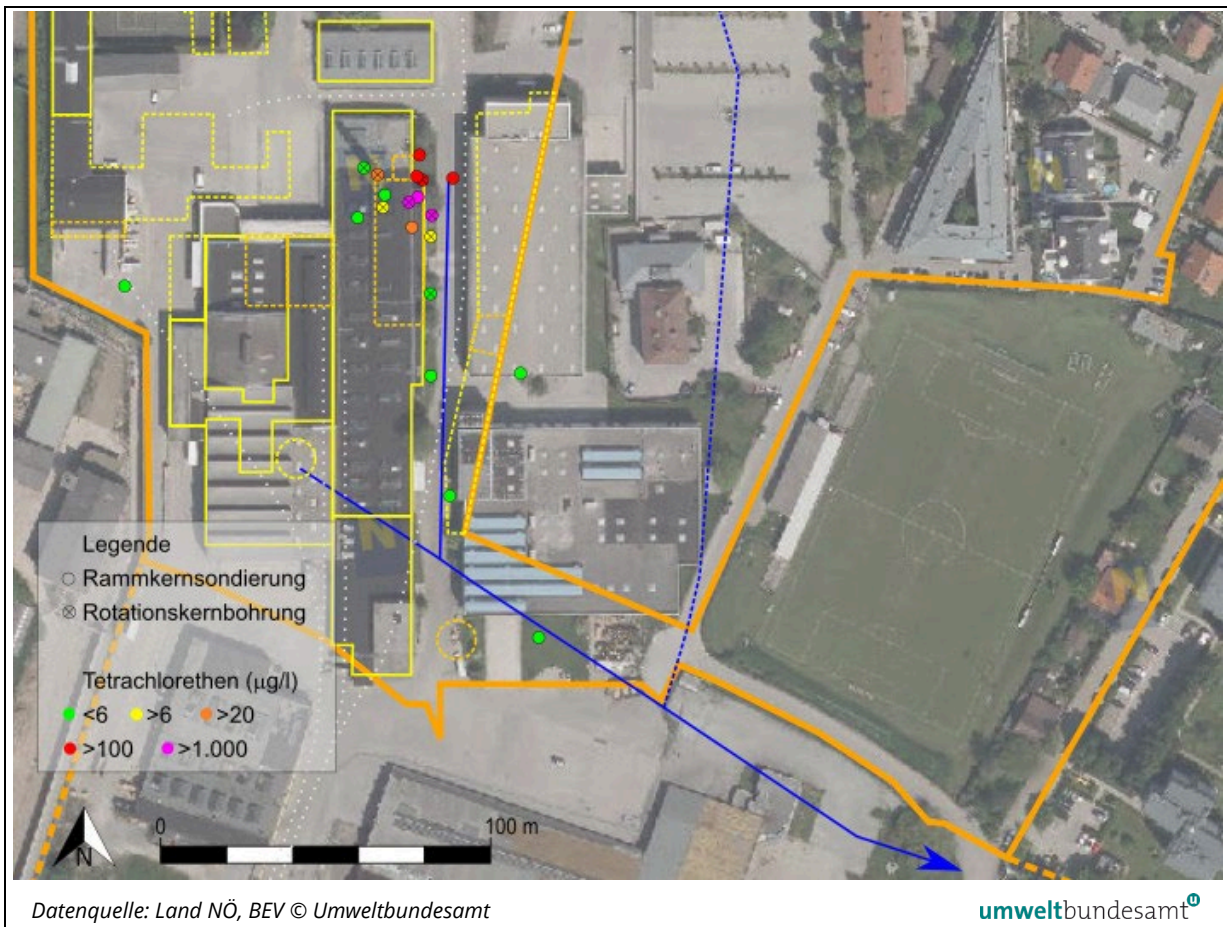 Legende
Rammkernsondierung
Rotationskernbohrung
Tetrachlorethen (µg/l)
<6 >6 >20
>100 >1.000
N
0 100 m
Datenquelle: Land NÖ, BEV © Umweltbundesamt
umweltbundesamt